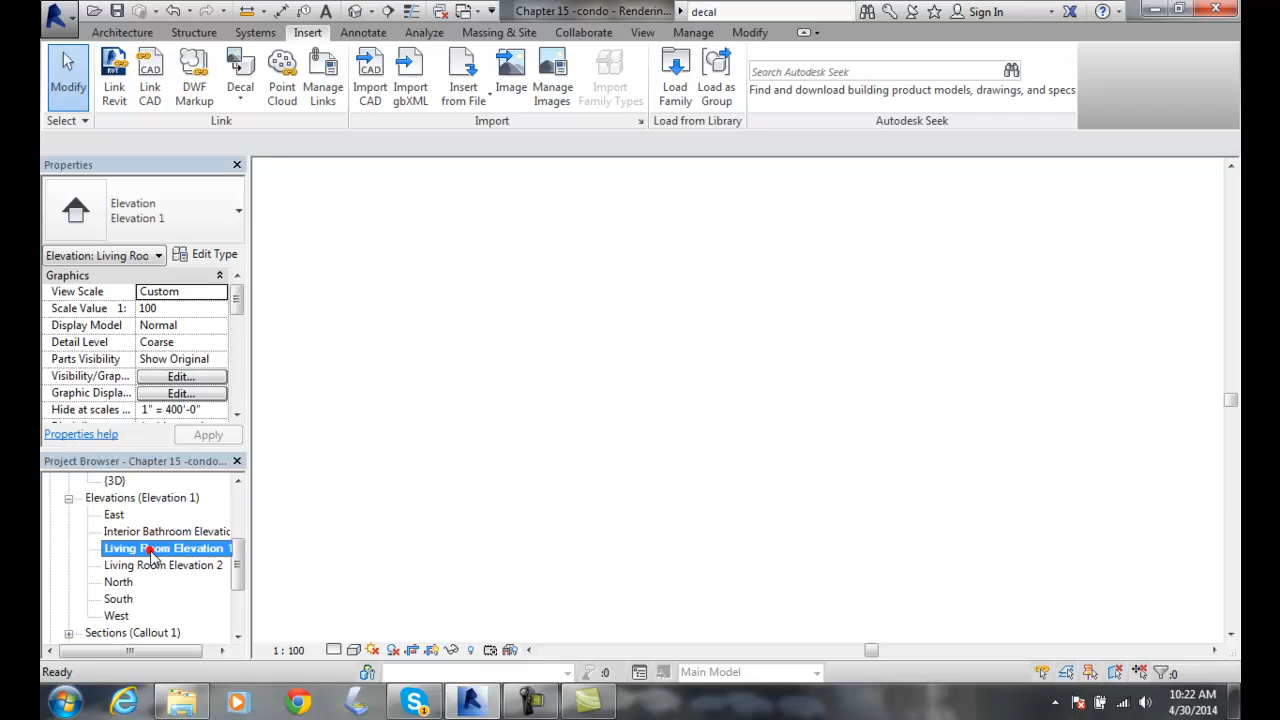 Chapter 15 -condo - Renderin...
decal
Sign In
Architecture Structure Systems Insert Annotate Analyze Massing & Site Collaborate View Manage Modify
Modify
Link Revit
Link CAD
DWF Markup
Decal
Point Cloud
Manage Links
Import CAD
Import gbXML
Insert from File
Image
Manage Images
Import Family Types
Load Family
Load as Group
Search Autodesk Seek
Find and download building product models, drawings, and specs
Select Link Import Load from Library Autodesk Seek
Properties
Elevation
Elevation 1
Elevation: Living Roo Edit Type
Graphics
View Scale Custom
Scale Value 1: 100
Display Model Normal
Detail Level Coarse
Parts Visibility Show Original
Visibility/Grap... Edit...
Graphic Displa... Edit...
Hide at scales ... 1" = 400'-0"
Properties help Apply
Project Browser - Chapter 15 -condo...
{3D}
Elevations (Elevation 1)
East
Interior Bathroom Elevatio
Living Room Elevation 1
Living Room Elevation 2
North
South
West
Sections (Callout 1)
1 : 100
Ready
:0
Main Model
:0
10:22 AM
4/30/2014